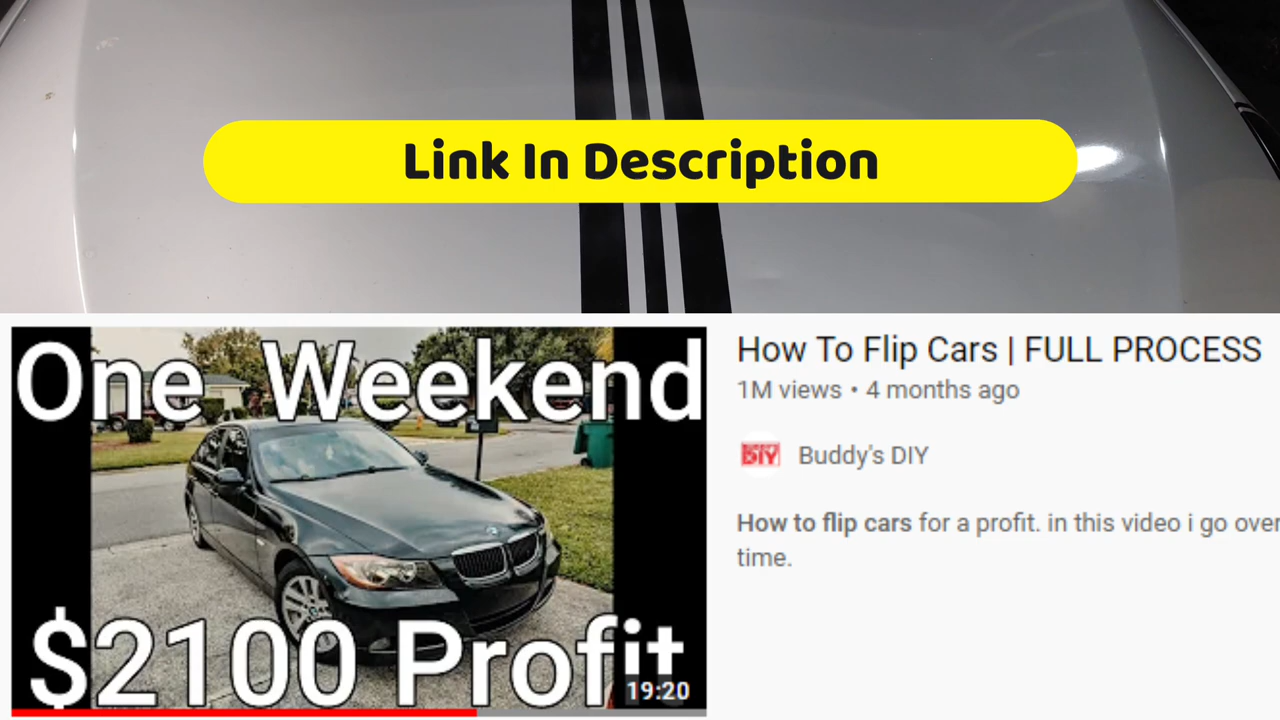 Link In Description
One Weekend
$2100 Profit
19:20
How To Flip Cars | FULL PROCESS
1M views • 4 months ago
DIY
Buddy's DIY
How to flip cars for a profit. in this video i go over
time.